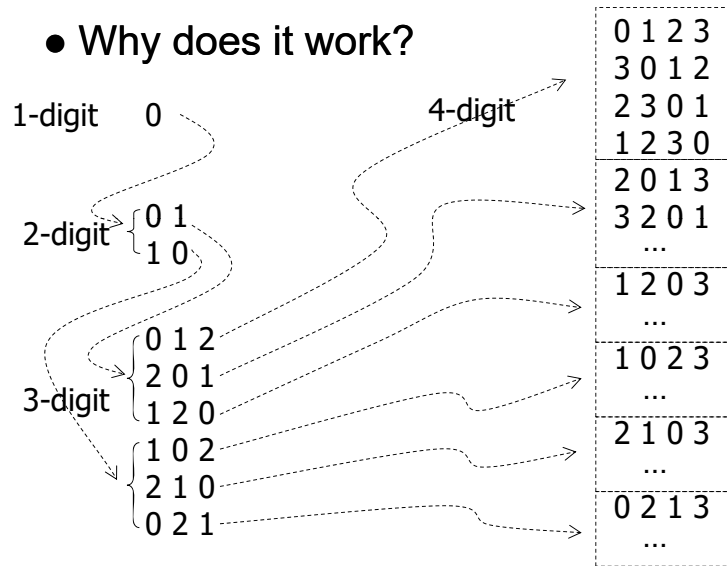 ● Why does it work?
1-digit 0
2-digit
0 1
1 0
3-digit
0 1 2
2 0 1
1 2 0
1 0 2
2 1 0
0 2 1
4-digit
0 1 2 3
3 0 1 2
2 3 0 1
1 2 3 0
2 0 1 3
3 2 0 1
...
1 2 0 3
...
1 0 2 3
...
2 1 0 3
...
0 2 1 3
...